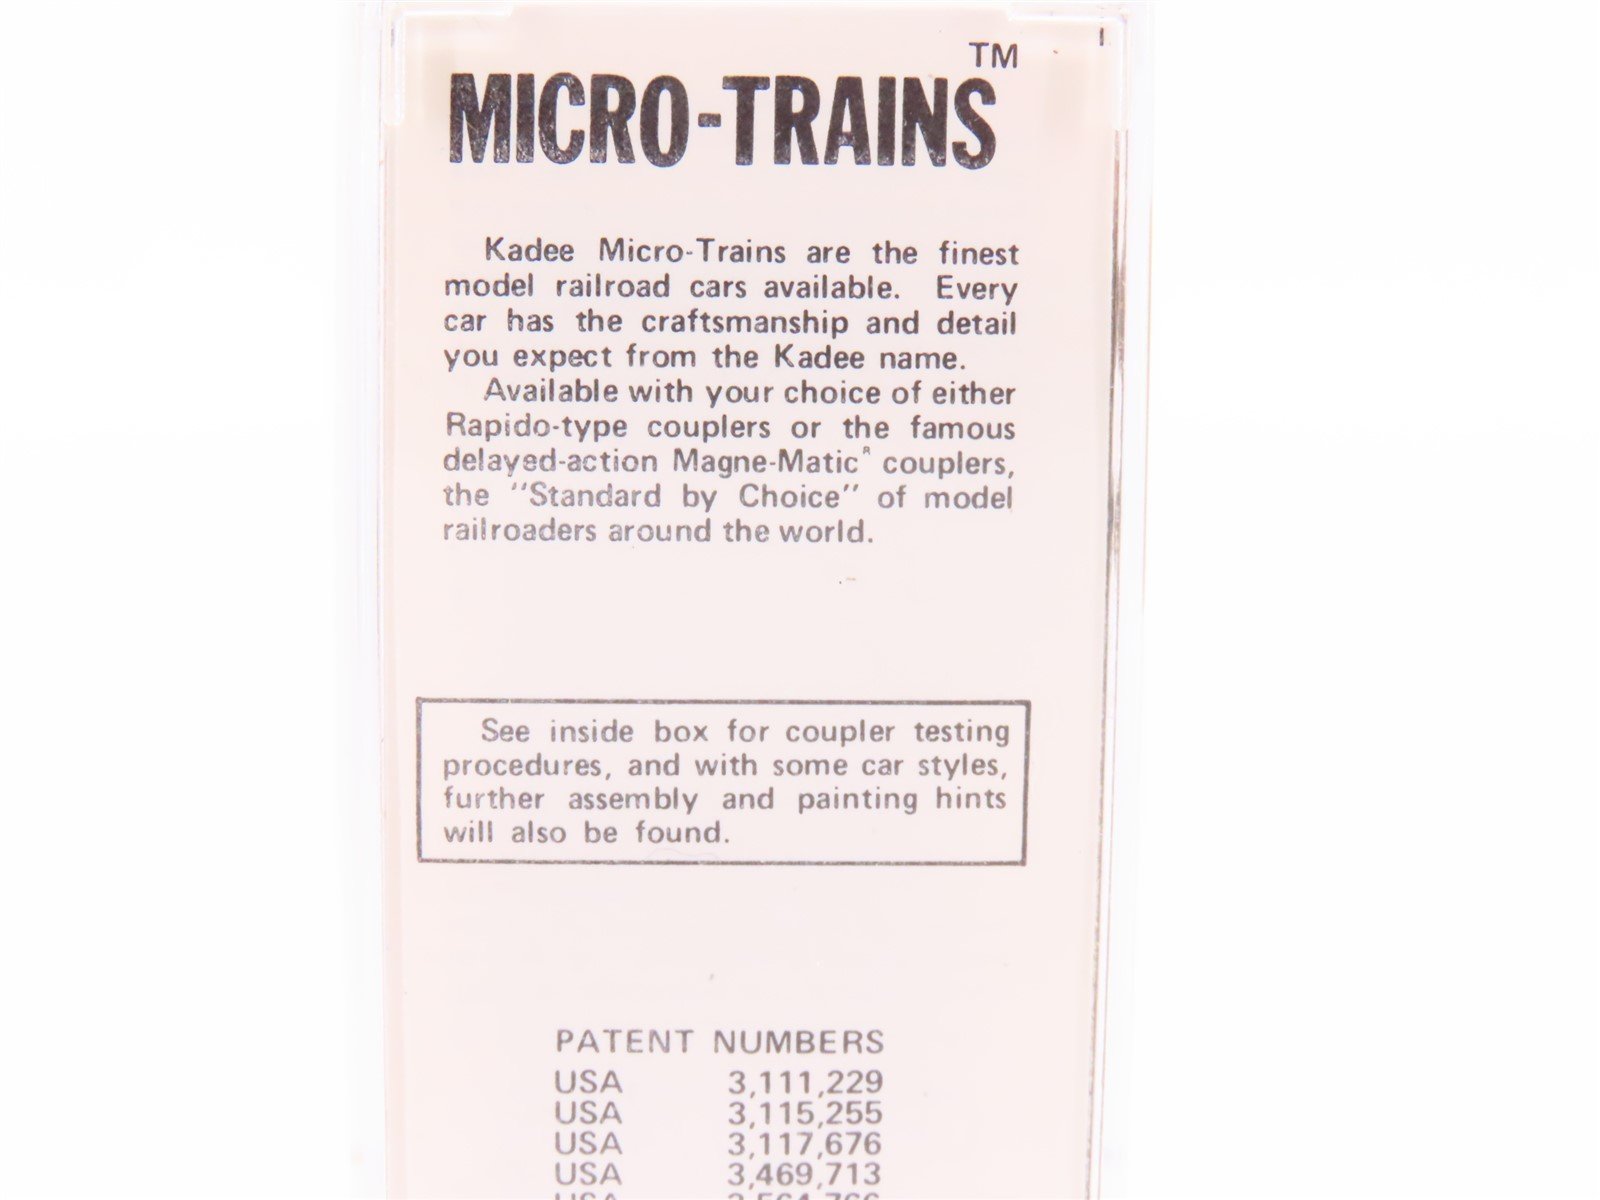 MICRO-TRAINS™
Kadee Micro-Trains are the finest
model railroad cars available. Every
car has the craftsmanship and detail
you expect from the Kadee name.
Available with your choice of either
Rapido-type couplers or the famous
delayed-action Magne-Matic® couplers,
the "Standard by Choice" of model
railroaders around the world.
See inside box for coupler testing
procedures, and with some car styles,
further assembly and painting hints
will also be found.
PATENT NUMBERS
USA 3,111,229
USA 3,115,255
USA 3,117,676
USA 3,469,713
USA 3,564,766